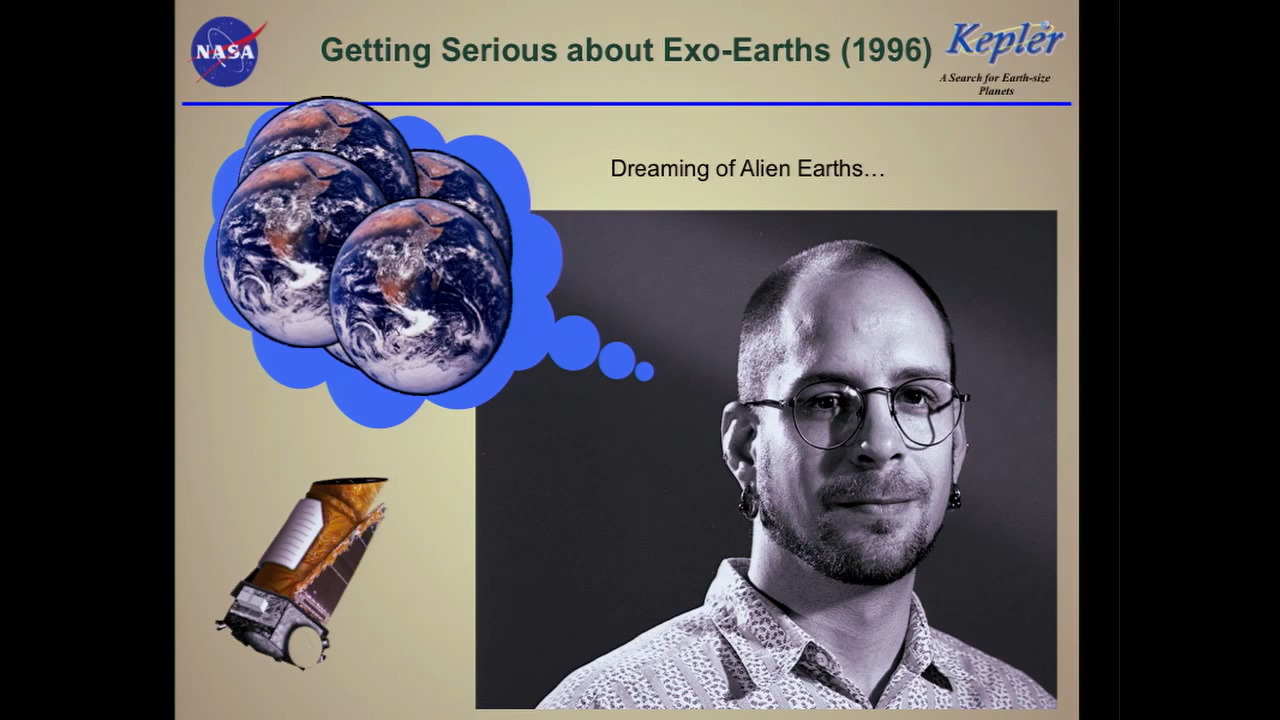 NASA
Getting Serious about Exo-Earths (1996)
Kepler
A Search for Earth-size
Planets
Dreaming of Alien Earths…